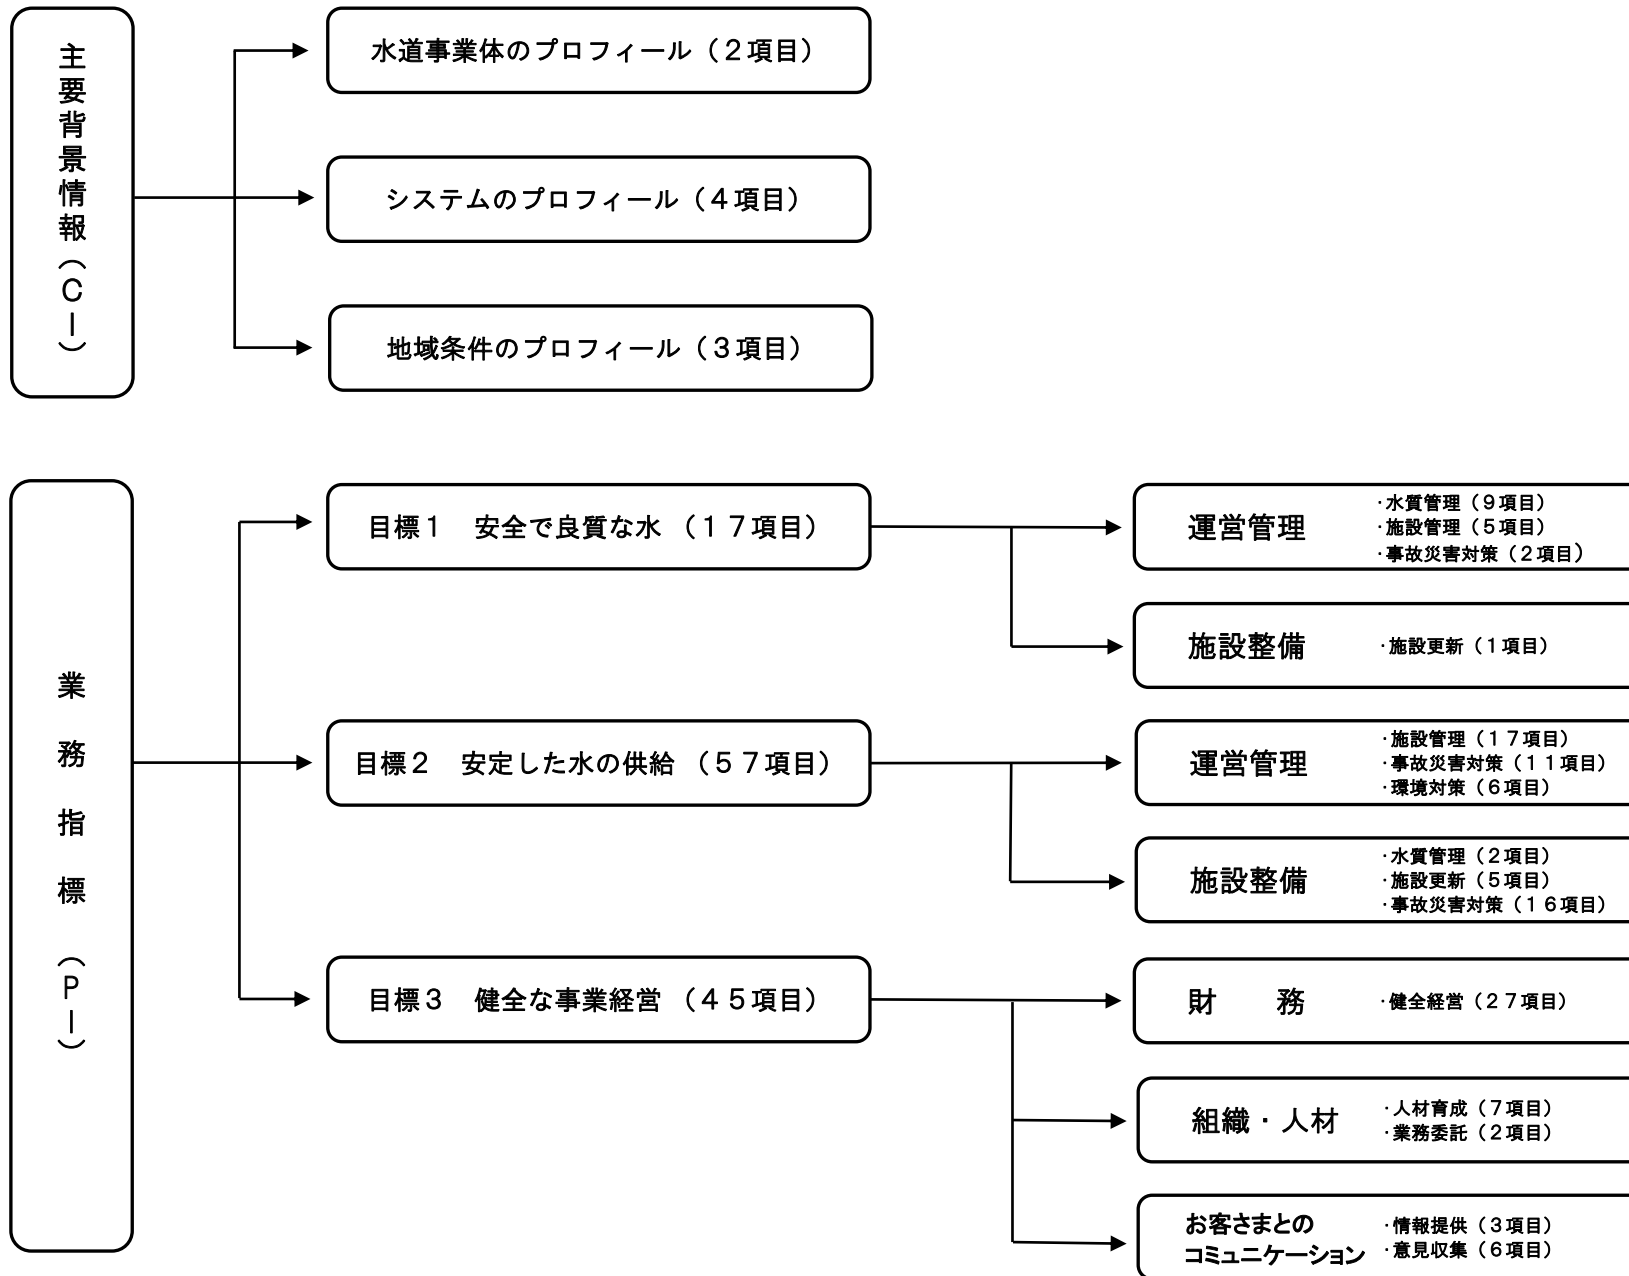 主要背景情報(CI)
水道事業体のプロフィール(2項目)
システムのプロフィール(4項目)
地域条件のプロフィール(3項目)
業務指標(PI)
目標1 安全で良質な水 (17項目)
運営管理
・水質管理(9項目)
・施設管理(5項目)
・事故災害対策(2項目)
施設整備
・施設更新(1項目)
目標2 安定した水の供給 (57項目)
運営管理
・施設管理(17項目)
・事故災害対策(11項目)
・環境対策(6項目)
施設整備
・水質管理(2項目)
・施設更新(5項目)
・事故災害対策(16項目)
目標3 健全な事業経営 (45項目)
財 務
・健全経営(27項目)
組織・人材
・人材育成(7項目)
・業務委託(2項目)
お客さまとの
コミュニケーション
・情報提供(3項目)
・意見収集(6項目)